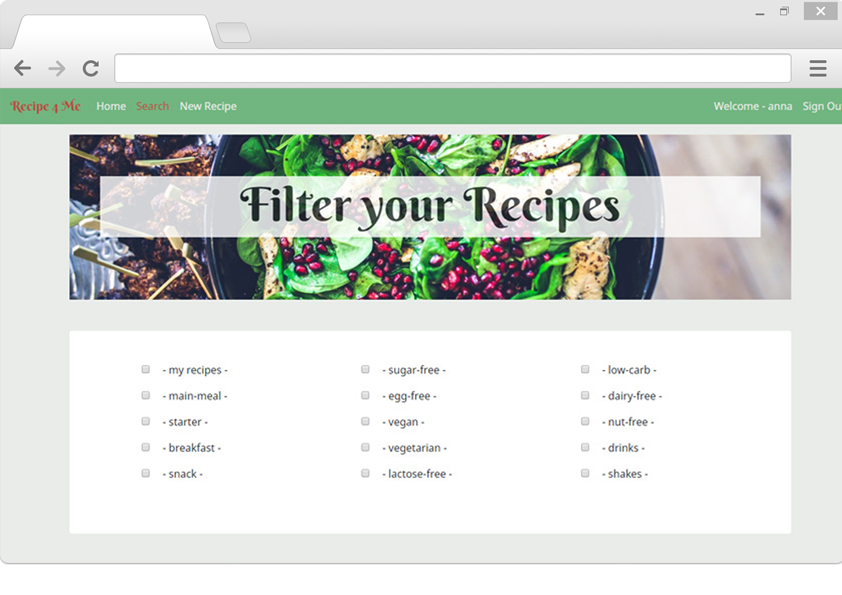 Recipe 4 Me Home Search New Recipe Welcome - anna Sign Ou
Filter your Recipes
- my recipes - - sugar-free - - low-carb -
- main-meal - - egg-free - - dairy-free -
- starter - - vegan - - nut-free -
- breakfast - - vegetarian - - drinks -
- snack - - lactose-free - - shakes -